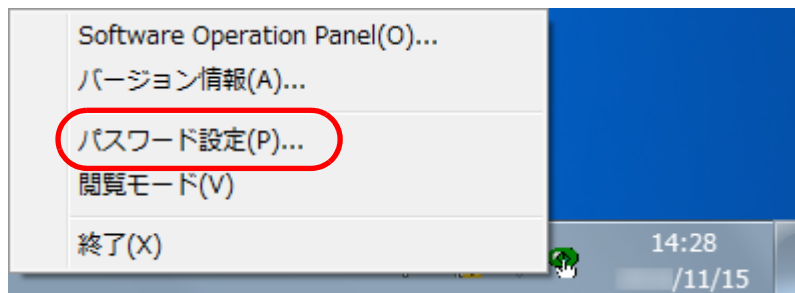 Software Operation Panel(O)...
バージョン情報(A)...
パスワード設定(P)...
閲覧モード(V)
終了(X)
14:28
/11/15